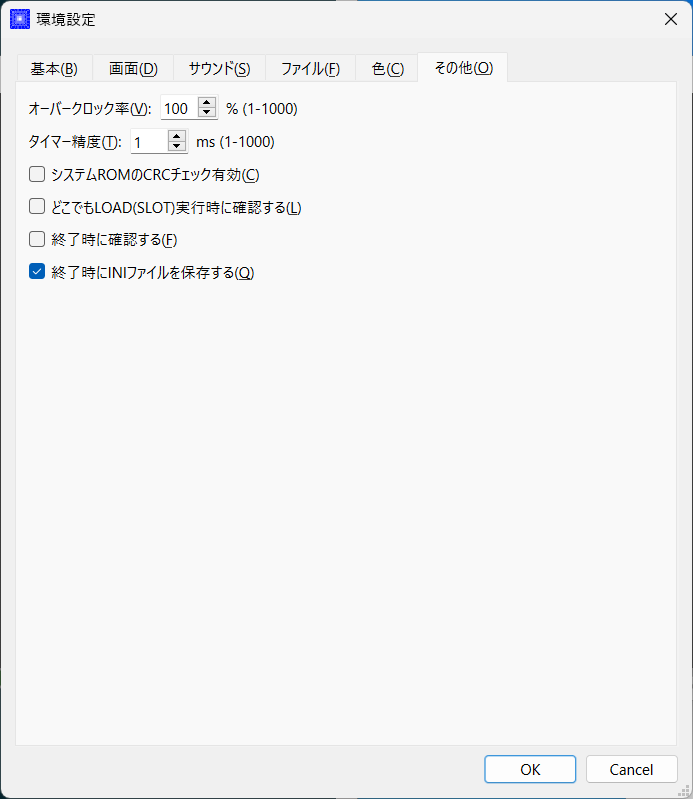 環境設定
基本(B) 画面(D) サウンド(S) ファイル(F) 色(C) その他(O)
オーバークロック率(V): 100 % (1-1000)
タイマー精度(T): 1 ms (1-1000)
システムROMのCRCチェック有効(C)
どこでもLOAD(SLOT)実行時に確認する(L)
終了時に確認する(F)
終了時にINIファイルを保存する(Q)
OK Cancel